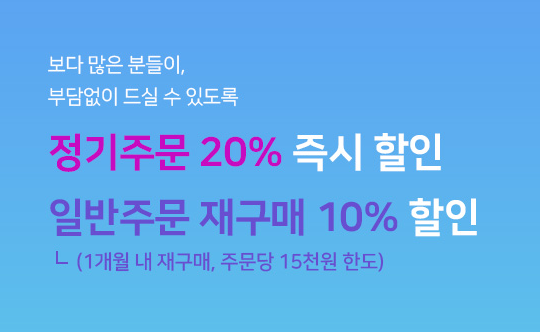 보다 많은 분들이,
부담없이 드실 수 있도록
정기주문 20% 즉시 할인
일반주문 재구매 10% 할인
ㄴ (1개월 내 재구매, 주문당 15천원 한도)